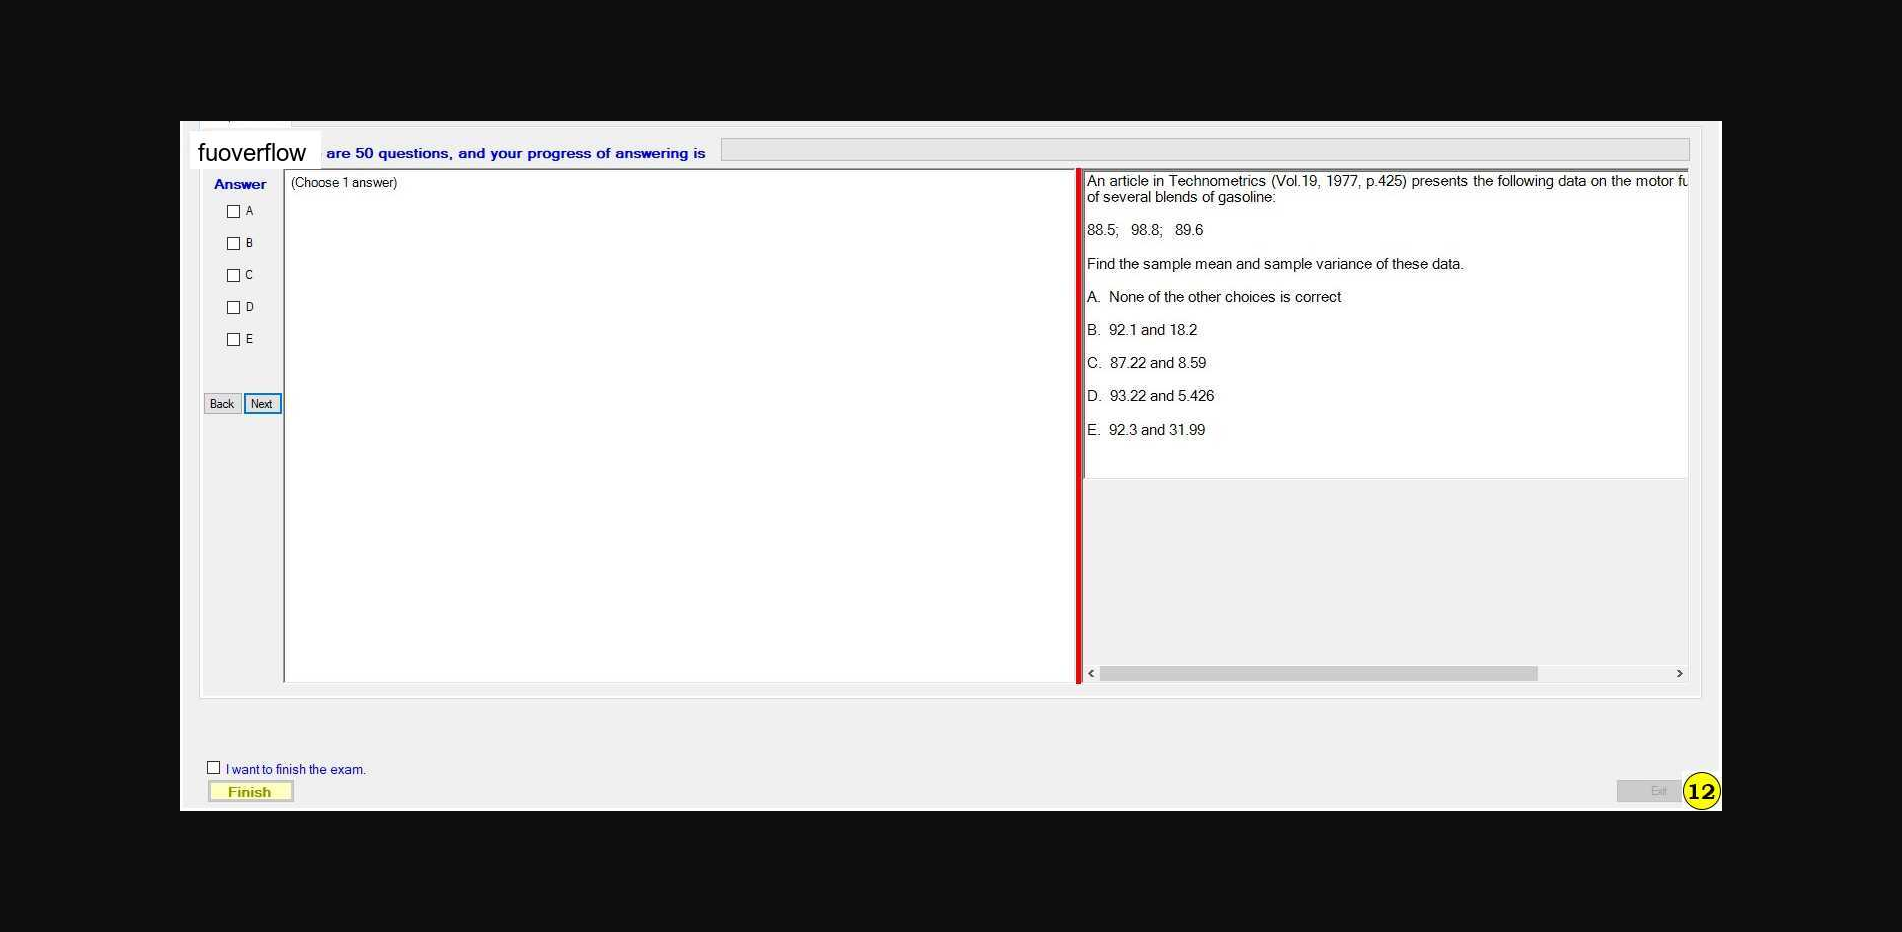 fuoverflow are 50 questions, and your progress of answering is
Answer
A
B
C
D
E
Back Next
(Choose 1 answer)
An article in Technometrics (Vol.19, 1977, p.425) presents the following data on the motor
of several blends of gasoline:
88.5; 98.8; 89.6
Find the sample mean and sample variance of these data.
A. None of the other choices is correct
B. 92.1 and 18.2
C. 87.22 and 8.59
D. 93.22 and 5.426
E. 92.3 and 31.99
I want to finish the exam.
Finish
Exit
12